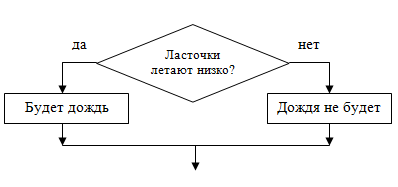 да
нет
Ласточки
летают низко?
Будет дождь
Дождя не будет